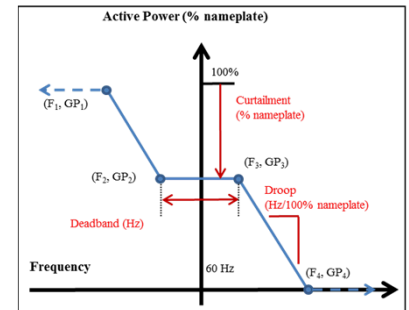 Active Power (% nameplate)
100%
(F₁, GP₁)
Curtailment
(% nameplate)
(F₂, GP₂)
(F₃, GP₃)
Droop
(Hz/100% nameplate)
Deadband (Hz)
Frequency
60 Hz
(F₄, GP₄)